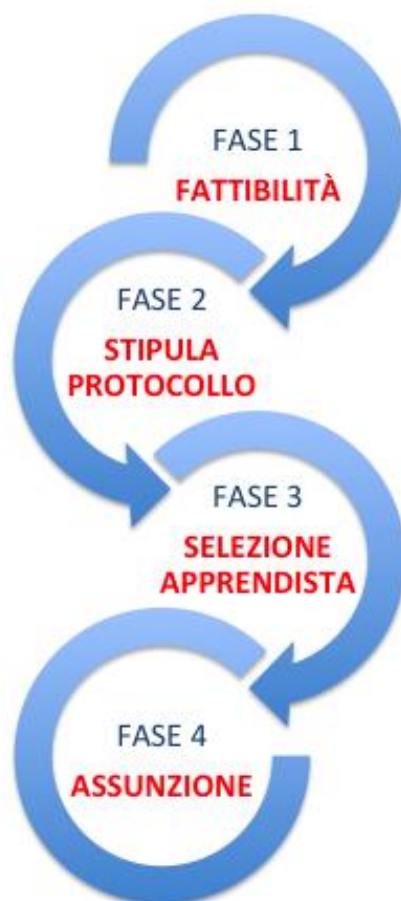 FASE 1
FATTIBILITÀ
FASE 2
STIPULA
PROTOCOLLO
FASE 3
SELEZIONE
APPRENDISTA
FASE 4
ASSUNZIONE